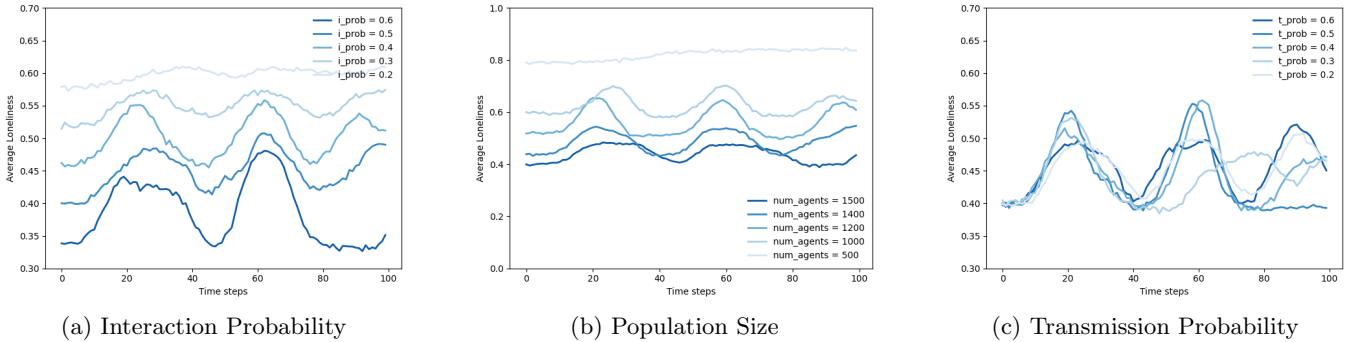 0.70
0.65
0.60
0.55
0.50
0.45
0.40
0.35
0.30
Average Loneliness
i_prob = 0.6
i_prob = 0.5
i_prob = 0.4
i_prob = 0.3
i_prob = 0.2
0 20 40 60 80 100
Time steps
(a) Interaction Probability
1.0
0.8
0.6
0.4
0.2
0.0
Average Loneliness
num_agents = 1500
num_agents = 1400
num_agents = 1200
num_agents = 1000
num_agents = 500
0 20 40 60 80 100
Time steps
(b) Population Size
0.70
0.65
0.60
0.55
0.50
0.45
0.40
0.35
0.30
Average Loneliness
t_prob = 0.6
t_prob = 0.5
t_prob = 0.4
t_prob = 0.3
t_prob = 0.2
0 20 40 60 80 100
Time steps
(c) Transmission Probability